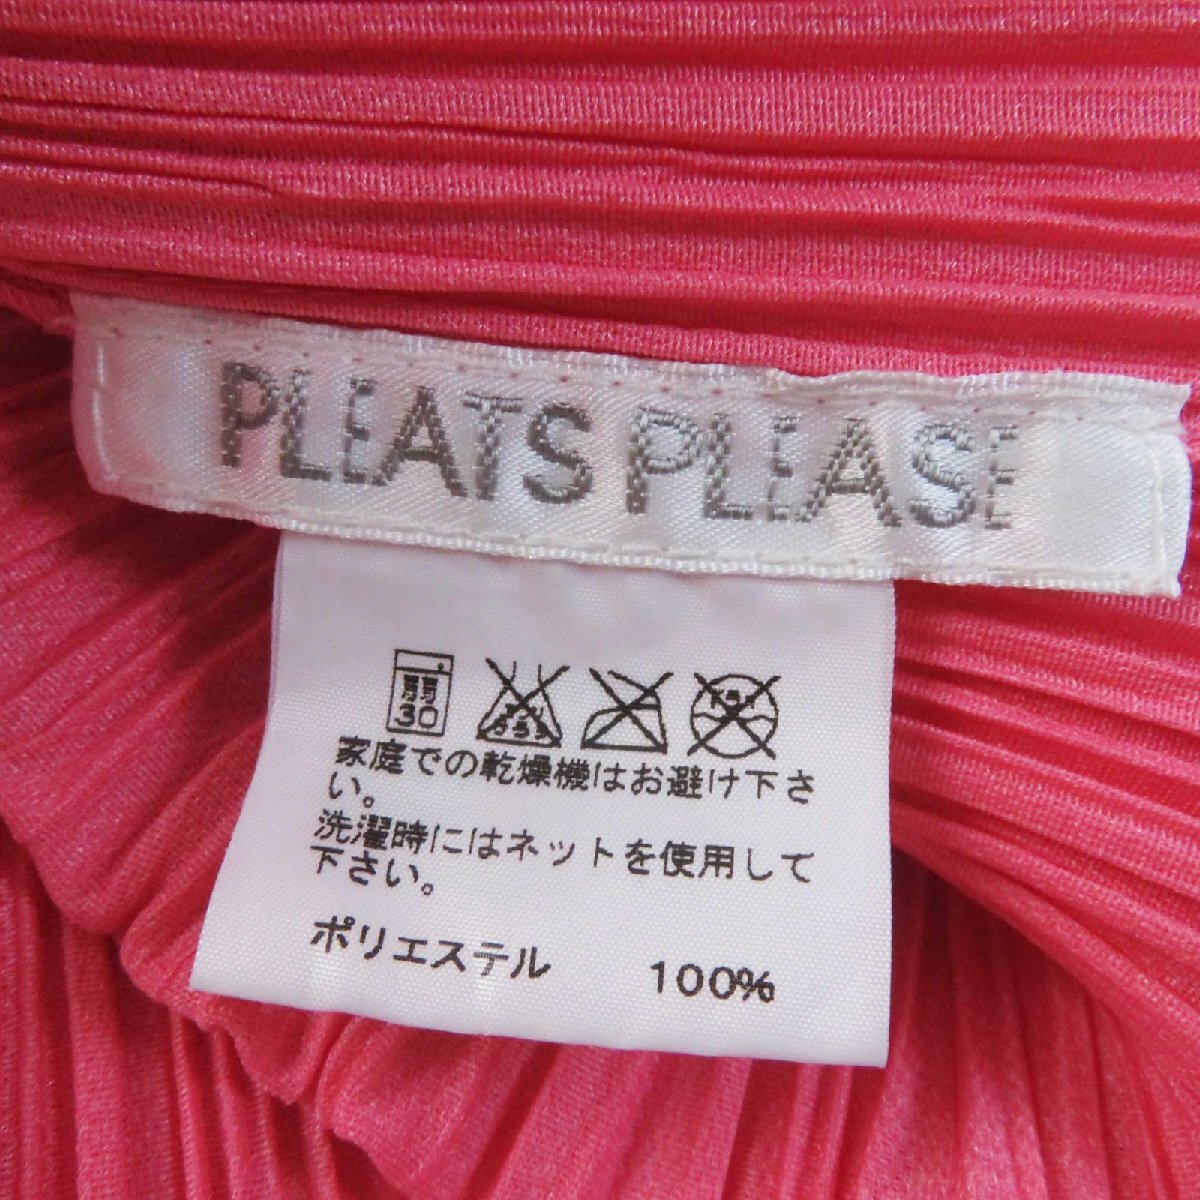 PLEATS PLEASE
弱
30
家庭での乾燥機はお避け下さ
い。
洗濯時にはネットを使用して
下さい。
ポリエステル 100%